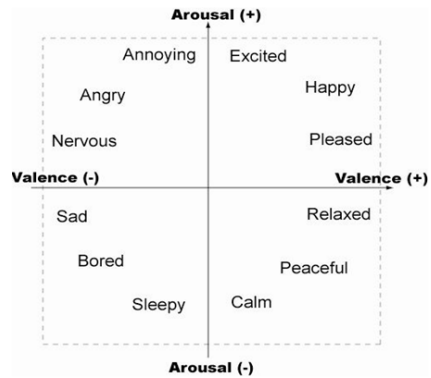 Arousal (+)
Annoying Excited
Angry Happy
Nervous Pleased
Valence (-) Valence (+)
Sad Relaxed
Bored Peaceful
Sleepy Calm
Arousal (-)